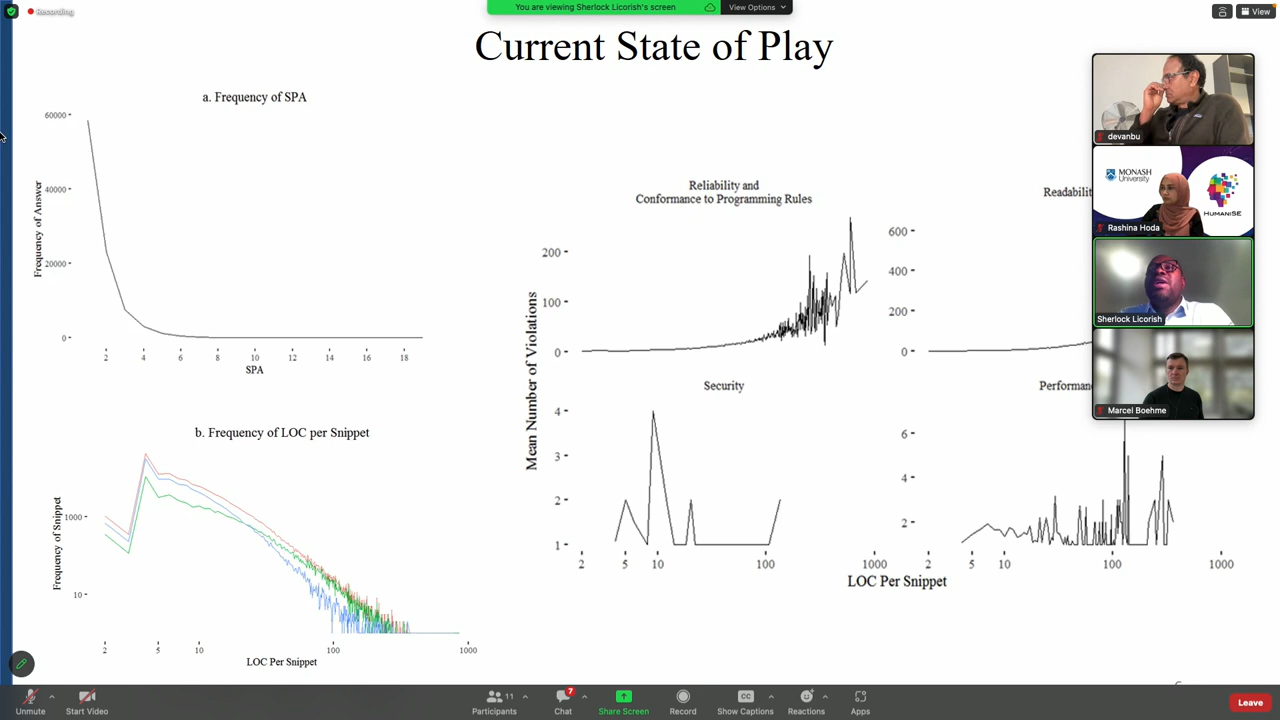 Recording
You are viewing Sherlock Licorish's screen
View Options
View
Current State of Play
a. Frequency of SPA
60000
40000
20000
0
Frequency of Answer
2 4 6 8 10 12 14 16 18
SPA
b. Frequency of LOC per Snippet
1000
10
Frequency of Snippet
2 5 10 100 1000
LOC Per Snippet
Reliability and
Conformance to Programming Rules
200
100
0
Readabil
600
400
200
0
Mean Number of Violations
Security
4
3
2
1
2 5 10 100 1000
Performan
6
4
2
2 5 10 100 1000
LOC Per Snippet
devanbu
MONASH
University
HumaniSE
Rashina Hoda
Sherlock Licorish
Marcel Boehme
Unmute
Start Video
Participants
11
Chat
7
Share Screen
Record
CC
Show Captions
Reactions
Apps
Leave